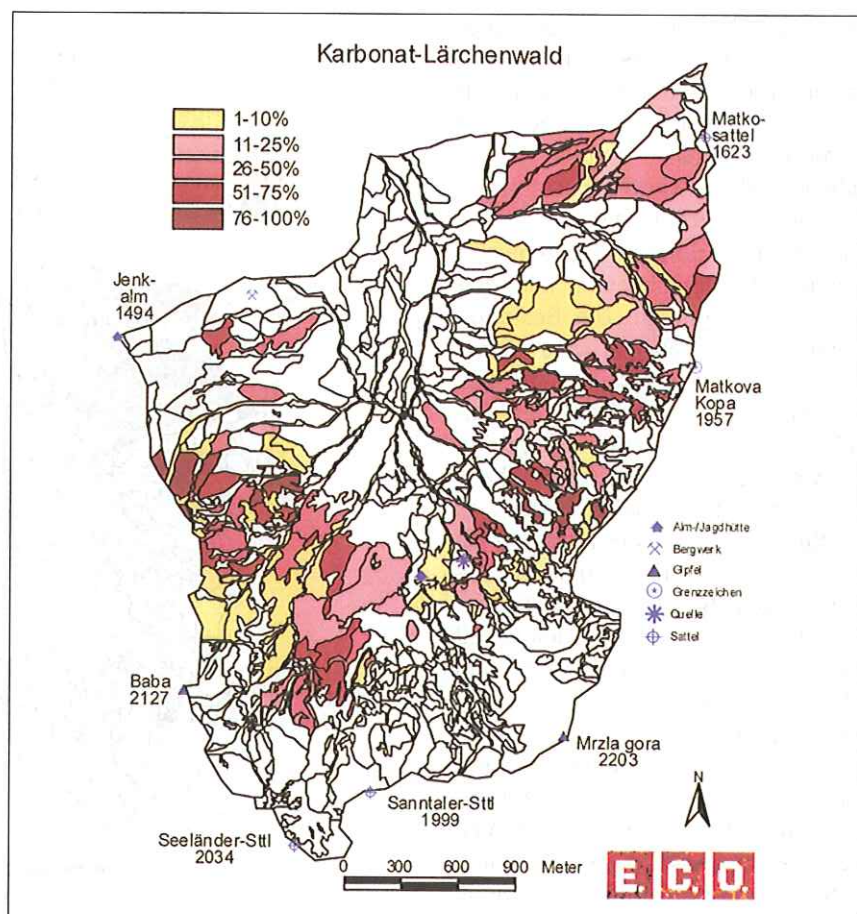 Karbonat-Lärchenwald
1-10%
11-25%
26-50%
51-75%
76-100%
Matko-
sattel
1623
Jenk-
alm
1494
Matkova
Kopa
1957
Alm-/Jagdhütte
Bergwerk
Gipfel
Grenzzeichen
Quelle
Sattel
Baba
2127
Mrzla gora
2203
Sanntaler-Sttl
1999
Seeländer-Sttl
2034
N
0 300 600 900 Meter
E. C. O.